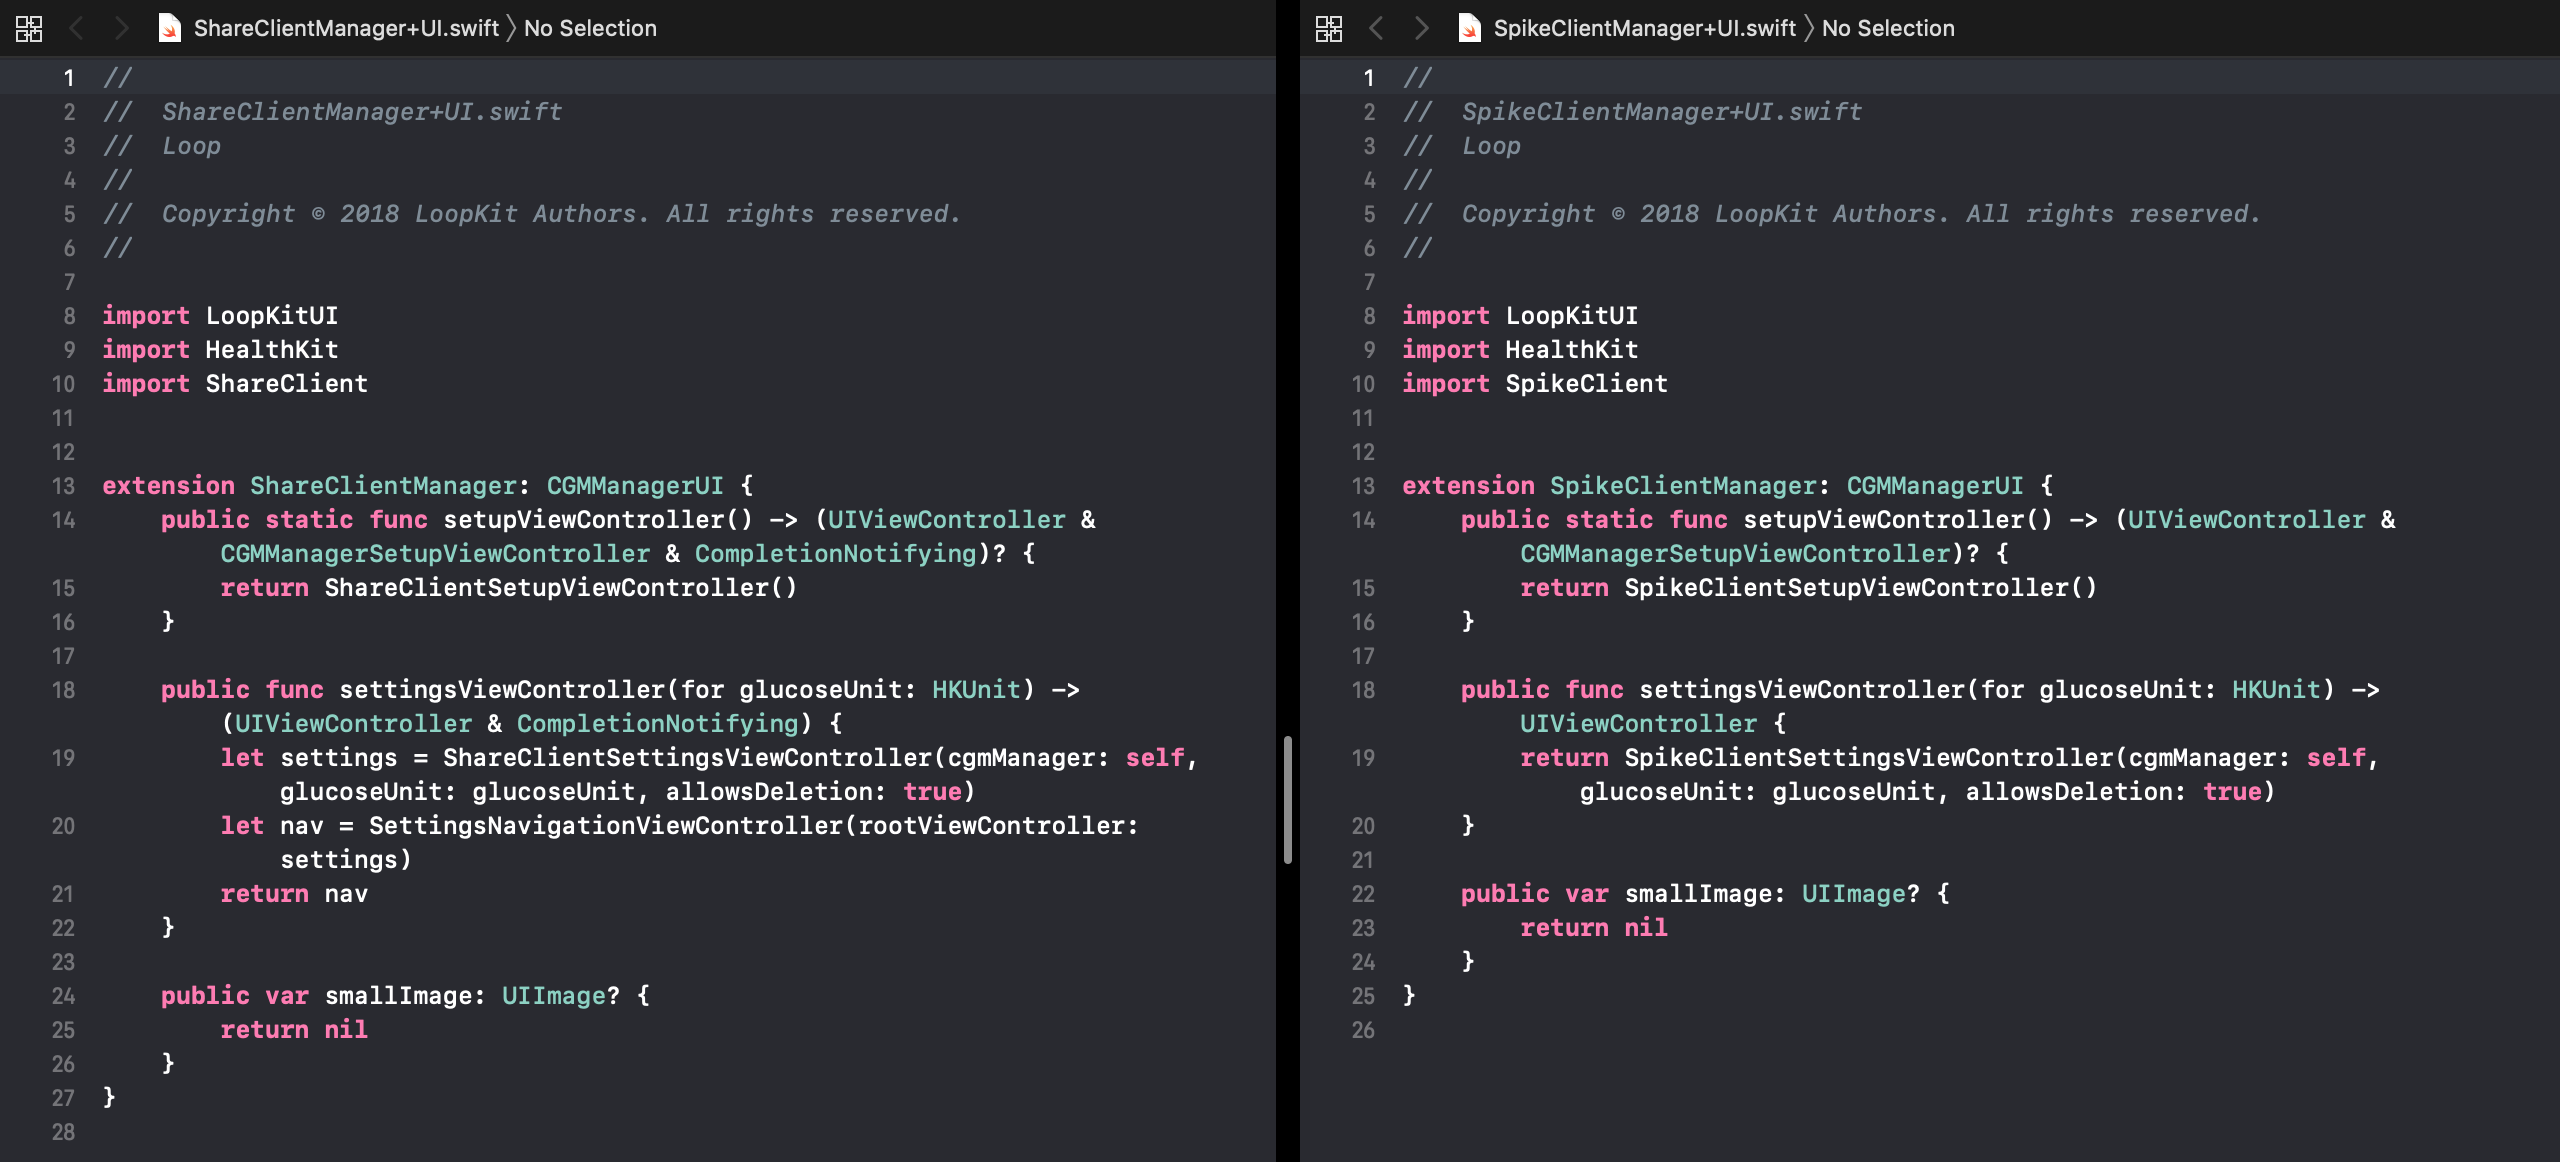 ShareClientManager+UI.swift 〉 No Selection
1 //
2 //  ShareClientManager+UI.swift
3 //  Loop
4 //
5 //  Copyright © 2018 LoopKit Authors. All rights reserved.
6 //
7
8 import LoopKitUI
9 import HealthKit
10 import ShareClient
11
12
13 extension ShareClientManager: CGMManagerUI {
14     public static func setupViewController() -> (UIViewController &
CGMManagerSetupViewController & CompletionNotifying)? {
15         return ShareClientSetupViewController()
16     }
17
18     public func settingsViewController(for glucoseUnit: HKUnit) ->
(UIViewController & CompletionNotifying) {
19         let settings = ShareClientSettingsViewController(cgmManager: self,
glucoseUnit: glucoseUnit, allowsDeletion: true)
20         let nav = SettingsNavigationViewController(rootViewController:
settings)
21         return nav
22     }
23
24     public var smallImage: UIImage? {
25         return nil
26     }
27 }
28
SpikeClientManager+UI.swift 〉 No Selection
1 //
2 //  SpikeClientManager+UI.swift
3 //  Loop
4 //
5 //  Copyright © 2018 LoopKit Authors. All rights reserved.
6 //
7
8 import LoopKitUI
9 import HealthKit
10 import SpikeClient
11
12
13 extension SpikeClientManager: CGMManagerUI {
14     public static func setupViewController() -> (UIViewController &
CGMManagerSetupViewController)? {
15         return SpikeClientSetupViewController()
16     }
17
18     public func settingsViewController(for glucoseUnit: HKUnit) ->
UIViewController {
19         return SpikeClientSettingsViewController(cgmManager: self,
glucoseUnit: glucoseUnit, allowsDeletion: true)
20     }
21
22     public var smallImage: UIImage? {
23         return nil
24     }
25 }
26